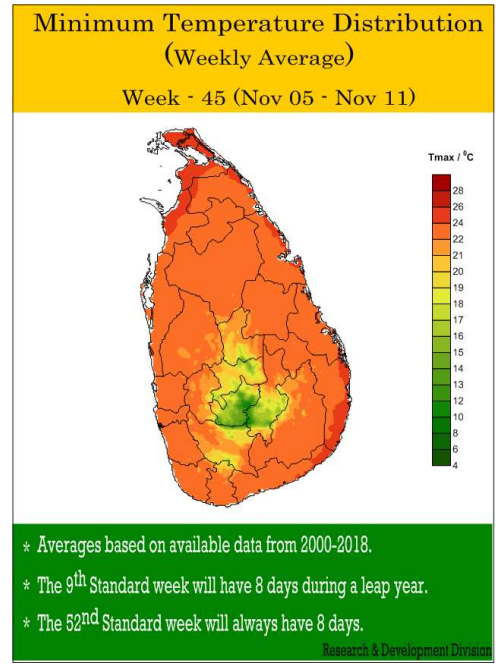 Minimum Temperature Distribution
(Weekly Average)
Week - 45 (Nov 05 - Nov 11)
Tmax / ⁰C
28
26
24
22
21
20
19
18
17
16
15
14
13
12
10
8
6
4
* Averages based on available data from 2000-2018.
* The 9th Standard week will have 8 days during a leap year.
* The 52nd Standard week will always have 8 days.
Research & Development Division